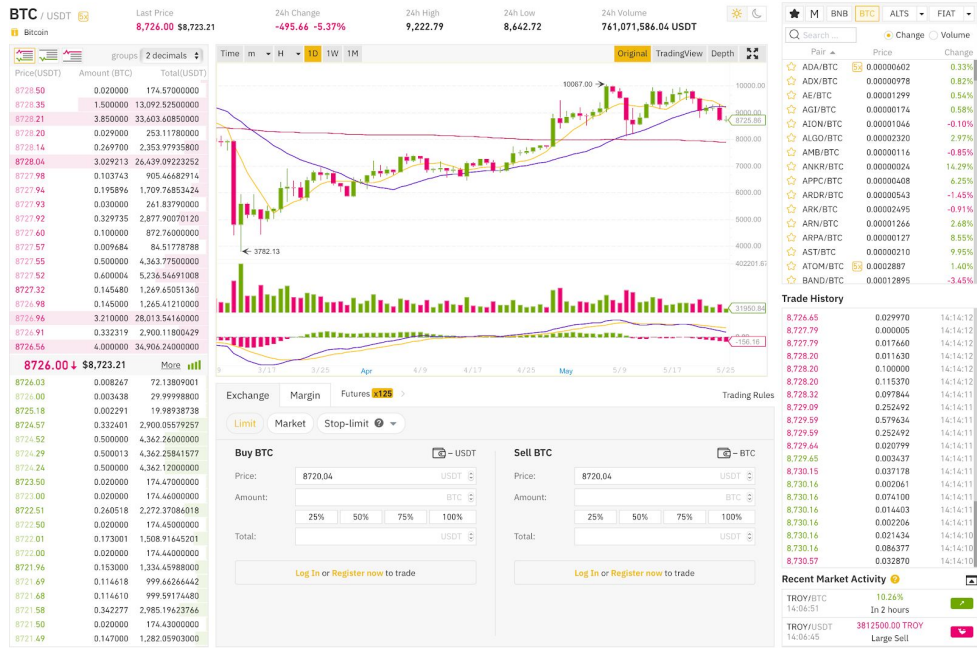 BTC / USDT 5x
Bitcoin
Last Price
8,726.00 $8,723.21
24h Change
-495.66 -5.37%
24h High
9,222.79
24h Low
8,642.72
24h Volume
761,071,586.04 USDT
groups 2 decimals
Price(USDT) Amount (BTC) Total(USDT)
8728.50 0.020000 174.57000000
8728.35 1.500000 13,092.52500000
8728.21 3.850000 33,603.60850000
8728.20 0.029000 253.11780000
8728.14 0.269700 2,353.97935800
8728.04 3.029213 26,439.09223252
8727.98 0.103743 905.46682914
8727.94 0.195896 1,709.76853424
8727.93 0.030000 261.83790000
8727.92 0.329735 2,877.90070120
8727.60 0.100000 872.76000000
8727.57 0.009684 84.51778788
8727.55 0.500000 4,363.77500000
8727.52 0.600004 5,236.54691008
8727.32 0.145480 1,269.65051360
8726.98 0.145000 1,265.41210000
8726.96 3.210000 28,013.54160000
8726.91 0.332319 2,900.11800429
8726.56 4.000000 34,906.24000000
8726.00↓ $8,723.21 More
8726.03 0.008267 72.13809001
8726.00 0.003438 29.99998800
8725.18 0.002291 19.98938738
8724.57 0.332401 2,900.05579257
8724.52 0.500000 4,362.26000000
8724.29 0.500013 4,362.25841577
8724.24 0.500000 4,362.12000000
8723.50 0.020000 174.47000000
8723.00 0.020000 174.46000000
8722.51 0.260518 2,272.37086018
8722.50 0.020000 174.45000000
8722.01 0.173001 1,508.91645201
8722.00 0.020000 174.44000000
8721.96 0.153000 1,334.45988000
8721.69 0.114618 999.66266442
8721.68 0.114610 999.59174480
8721.58 0.342277 2,985.19623766
8721.50 0.020000 174.43000000
8721.49 0.147000 1,282.05903000
Time m H 1D 1W 1M
Original TradingView Depth
10067.00
3782.13
10000.00
9000.00
8725.86
8000.00
7000.00
6000.00
5000.00
4000.00
402201.67
31950.84
0.00
-156.16
9 3/17 3/25 Apr 4/9 4/17 4/25 May 5/9 5/17 5/25
Exchange Margin Futures x125
Trading Rules
Limit Market Stop-limit
Buy BTC – USDT
Price: 8720,04 USDT
Amount: BTC
25% 50% 75% 100%
Total: USDT
Log In or Register now to trade
Sell BTC – BTC
Price: 8720,04 USDT
Amount: BTC
25% 50% 75% 100%
Total: USDT
Log In or Register now to trade
M BNB BTC ALTS FIAT
Search ... Change Volume
Pair Price Change
ADA/BTC 5x 0.00000602 0.33%
ADX/BTC 0.00000978 0.82%
AE/BTC 0.00001299 0.54%
AGI/BTC 0.00000174 0.58%
AION/BTC 0.00001046 -0.10%
ALGO/BTC 0.00002320 2.97%
AMB/BTC 0.00000116 -0.85%
ANKR/BTC 0.00000024 14.29%
APPC/BTC 0.00000408 6.25%
ARDR/BTC 0.00000543 -1.45%
ARK/BTC 0.00002495 -0.91%
ARN/BTC 0.00001266 2.68%
ARPA/BTC 0.00000127 8.55%
AST/BTC 0.00000210 9.95%
ATOM/BTC 5x 0.0002897 1.40%
BAND/BTC 0.00012895 -3.45%
Trade History
8,726.65 0.029970 14:14:12
8,727.79 0.000005 14:14:12
8,727.79 0.017660 14:14:12
8,728.20 0.011630 14:14:12
8,728.20 0.100000 14:14:12
8,728.20 0.115370 14:14:12
8,728.32 0.097844 14:14:11
8,729.09 0.252492 14:14:11
8,729.59 0.579634 14:14:11
8,729.59 0.252492 14:14:11
8,729.64 0.020799 14:14:11
8,729.65 0.003437 14:14:11
8,730.15 0.037178 14:14:11
8,730.16 0.002061 14:14:11
8,730.16 0.074100 14:14:11
8,730.16 0.014403 14:14:11
8,730.16 0.002206 14:14:11
8,730.16 0.021434 14:14:10
8,730.16 0.086377 14:14:10
8,730.57 0.032870 14:14:10
Recent Market Activity
TROY/BTC 10.26%
14:06:51 In 2 hours
TROY/USDT 3812500.00 TROY
14:06:45 Large Sell